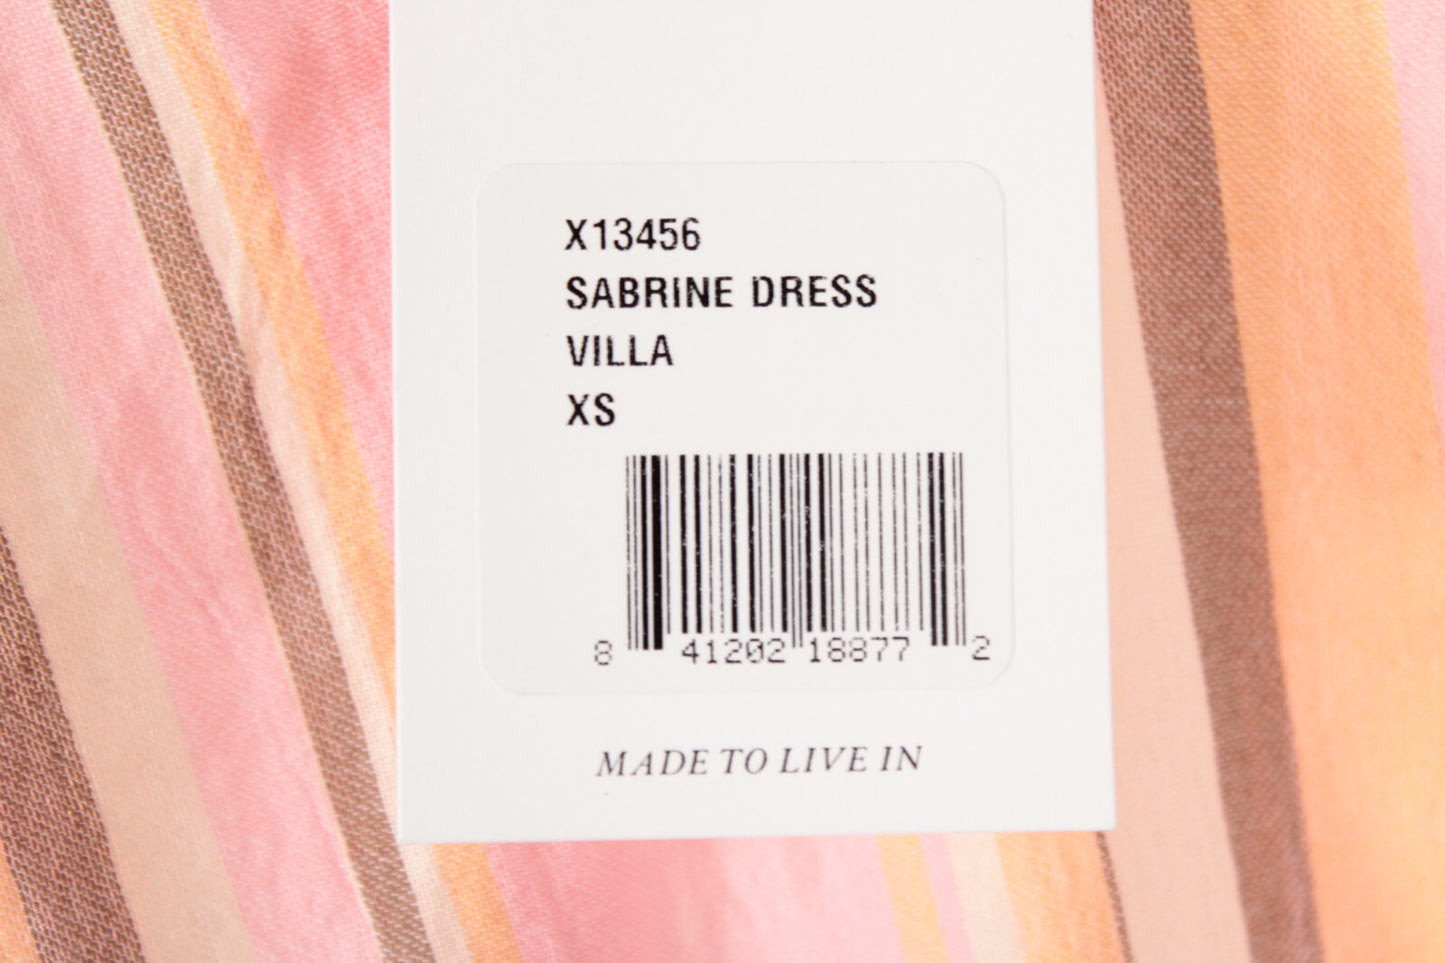 X13456
SABRINE DRESS
VILLA
XS
8 41202 18877 2
MADE TO LIVE IN